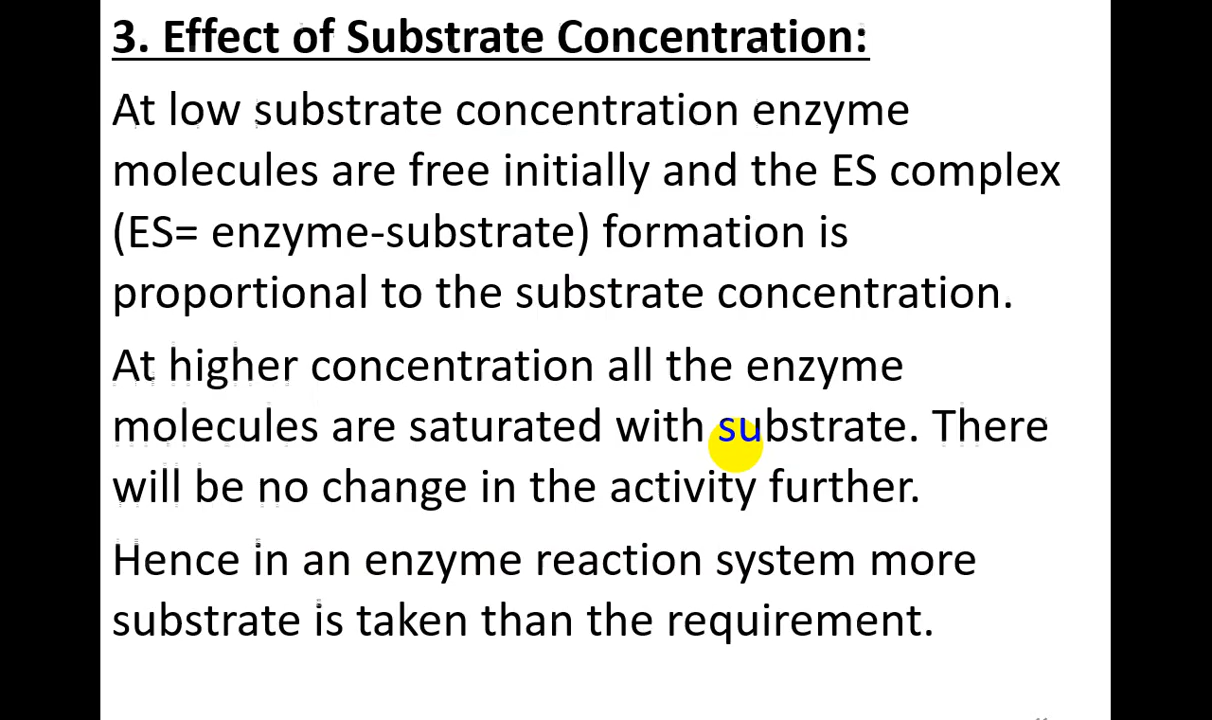 3. Effect of Substrate Concentration:
At low substrate concentration enzyme
molecules are free initially and the ES complex
(ES= enzyme-substrate) formation is
proportional to the substrate concentration.
At higher concentration all the enzyme
molecules are saturated with substrate. There
will be no change in the activity further.
Hence in an enzyme reaction system more
substrate is taken than the requirement.